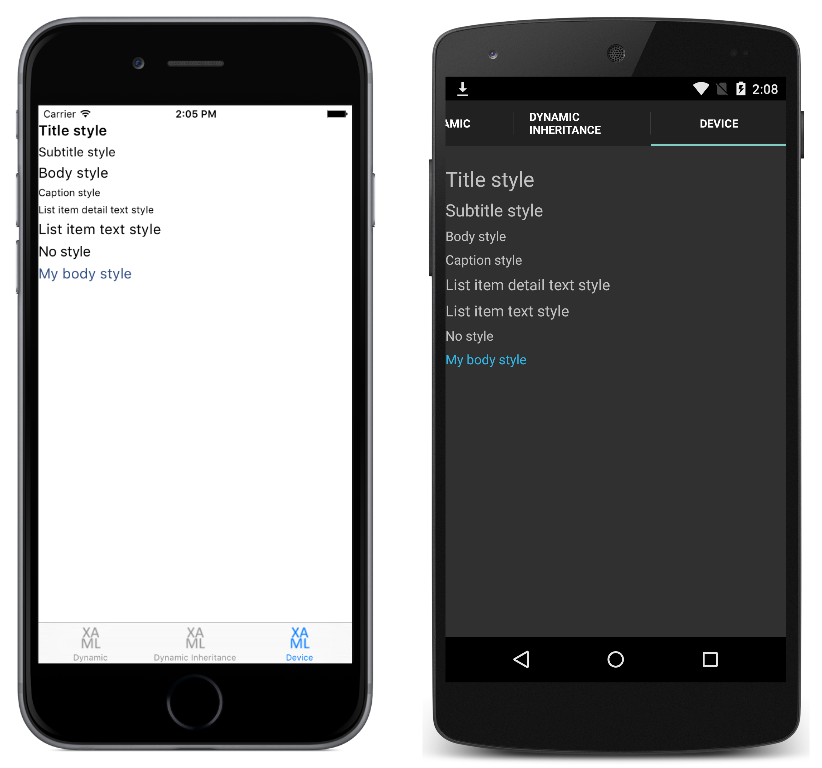 Carrier
2:05 PM
Title style
Subtitle style
Body style
Caption style
List item detail text style
List item text style
No style
My body style
XA
ML
Dynamic
XA
ML
Dynamic Inheritance
XA
ML
Device
2:08
AMIC
DYNAMIC
INHERITANCE
DEVICE
Title style
Subtitle style
Body style
Caption style
List item detail text style
List item text style
No style
My body style